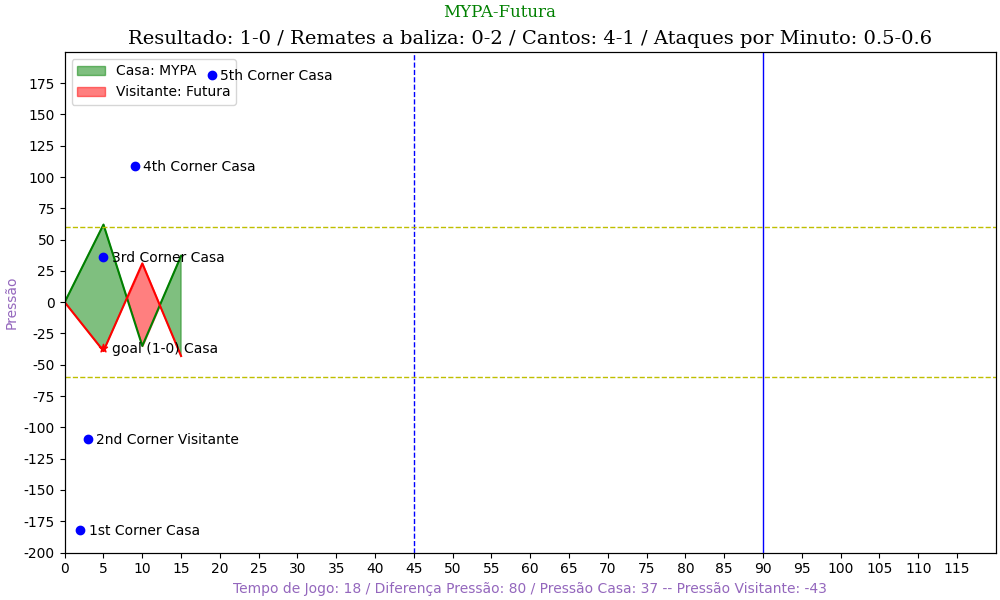 MYPA-Futura
Resultado: 1-0 / Remates a baliza: 0-2 / Cantos: 4-1 / Ataques por Minuto: 0.5-0.6
Casa: MYPA
Visitante: Futura
5th Corner Casa
4th Corner Casa
3rd Corner Casa
goal (1-0) Casa
2nd Corner Visitante
1st Corner Casa
Pressão
175
150
125
100
75
50
25
0
-25
-50
-75
-100
-125
-150
-175
-200
0 5 10 15 20 25 30 35 40 45 50 55 60 65 70 75 80 85 90 95 100 105 110 115
Tempo de Jogo: 18 / Diferença Pressão: 80 / Pressão Casa: 37 -- Pressão Visitante: -43